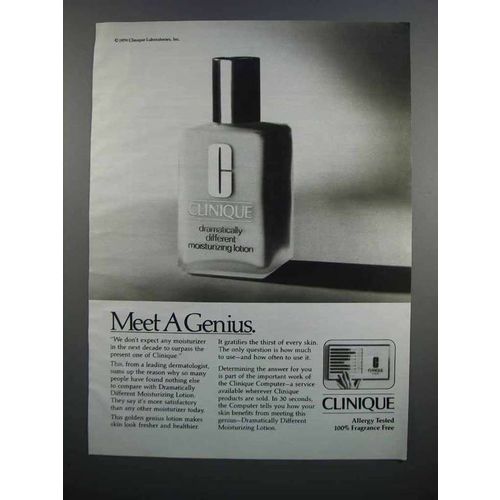 © 1979 Clinique Laboratories, Inc.
C
CLINIQUE
dramatically
different
moisturizing lotion
Meet A Genius.
"We don't expect any moisturizer
in the next decade to surpass the
present one of Clinique."
This, from a leading dermatologist,
sums up the reason why so many
people have found nothing else
to compare with Dramatically
Different Moisturizing Lotion.
They say it's more satisfactory
than any other moisturizer today.
This golden genius lotion makes
skin look fresher and healthier.
It gratifies the thirst of every skin.
The only question is how much
to use—and how often to use it.
Determining the answer for you
is part of the important work of
the Clinique Computer—a service
available wherever Clinique
products are sold. In 30 seconds,
the Computer tells you how your
skin benefits from meeting this
genius—Dramatically Different
Moisturizing Lotion.
CLINIQUE
CLINIQUE
Allergy Tested
100% Fragrance Free